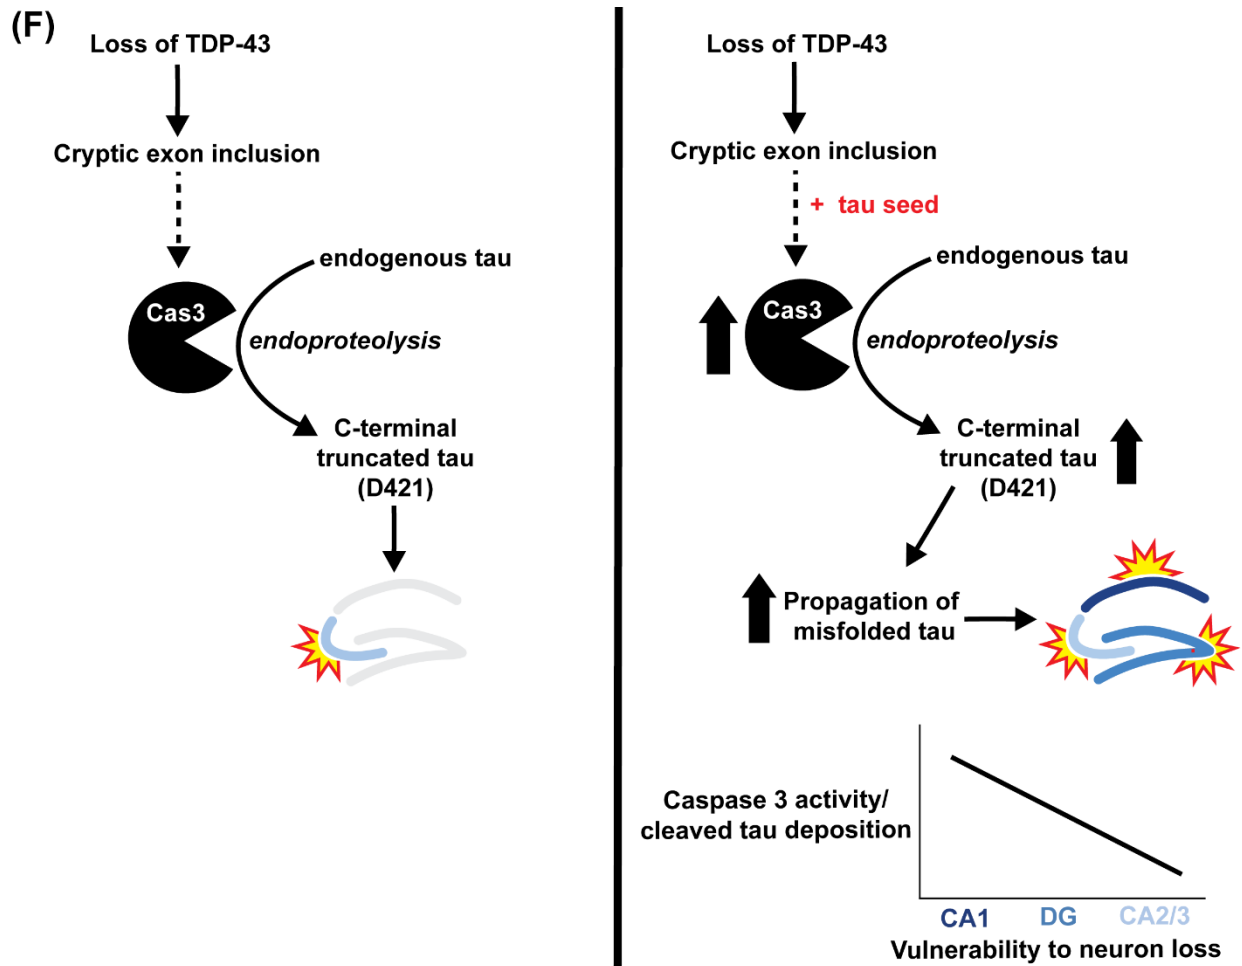 (F)
Loss of TDP-43
Cryptic exon inclusion
endogenous tau
Cas3
endoproteolysis
C-terminal
truncated tau
(D421)
Loss of TDP-43
Cryptic exon inclusion
+ tau seed
endogenous tau
Cas3
endoproteolysis
C-terminal
truncated tau
(D421)
Propagation of
misfolded tau
Caspase 3 activity/
cleaved tau deposition
CA1 DG CA2/3
Vulnerability to neuron loss